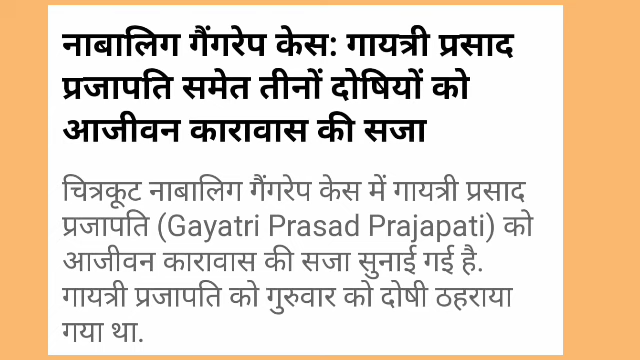 नाबालिग गैंगरेप केस: गायत्री प्रसाद
प्रजापति समेत तीनों दोषियों को
आजीवन कारावास की सजा
चित्रकूट नाबालिग गैंगरेप केस में गायत्री प्रसाद
प्रजापति (Gayatri Prasad Prajapati) को
आजीवन कारावास की सजा सुनाई गई है.
गायत्री प्रजापति को गुरुवार को दोषी ठहराया
गया था.